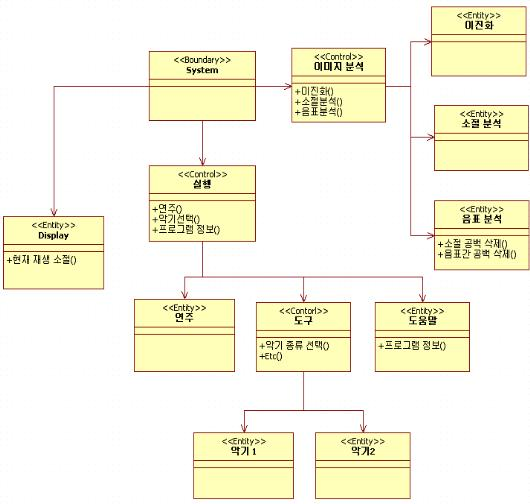 <<Entity>>
이진화
<<Boundary>>
System
<<Control>>
이미지 분석
+이진화()
+소절분석()
+음표분석()
<<Entity>>
소절 분석
<<Control>>
실행
+연주()
+악기선택()
+프로그램 정보()
<<Entity>>
음표 분석
+소절 공백 삭제()
+음표간 공백 삭제()
<<Entity>>
Display
+현재 재생 소절()
<<Entity>>
연주
<<Contorl>>
도구
+악기 종류 선택()
+Etc()
<<Entity>>
도움말
+프로그램 정보()
<<Entity>>
악기 1
<<Entity>>
악기2